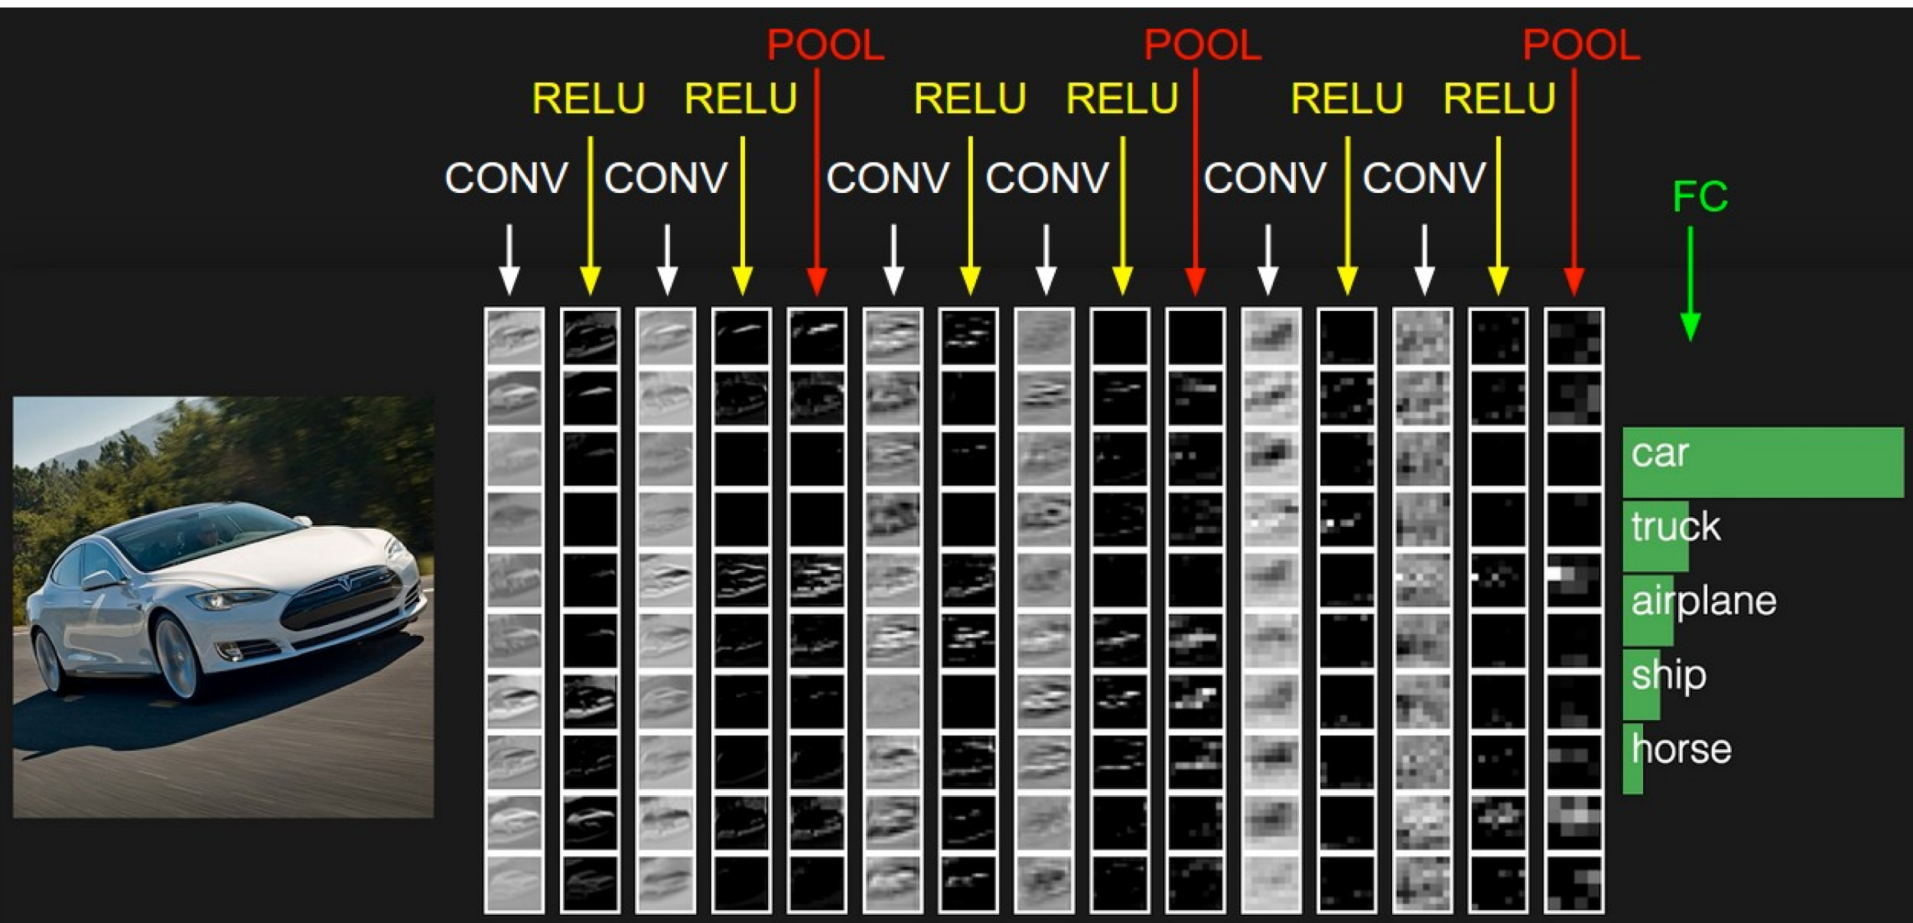 POOL POOL POOL
RELU RELU RELU RELU RELU RELU
CONV CONV CONV CONV CONV CONV
FC
car
truck
airplane
ship
horse